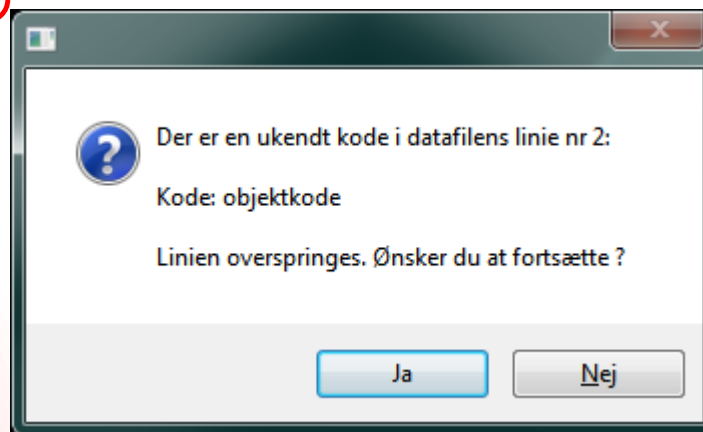 Der er en ukendt kode i datafilens linie nr 2:
Kode: objektkode
Linien overspringes. Ønsker du at fortsætte ?
Ja
Nej